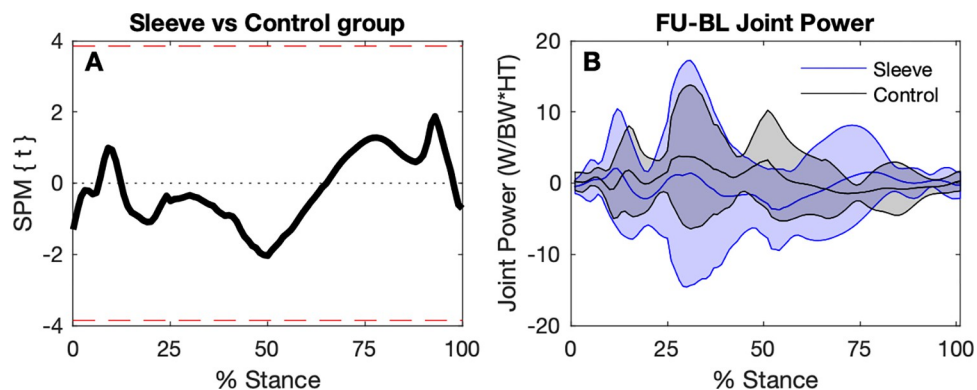 Sleeve vs Control group
A
SPM { t }
4
2
0
-2
-4
0
25
50
75
100
% Stance
FU-BL Joint Power
B
Sleeve
Control
Joint Power (W/BW*HT)
20
10
0
-10
-20
0
25
50
75
100
% Stance